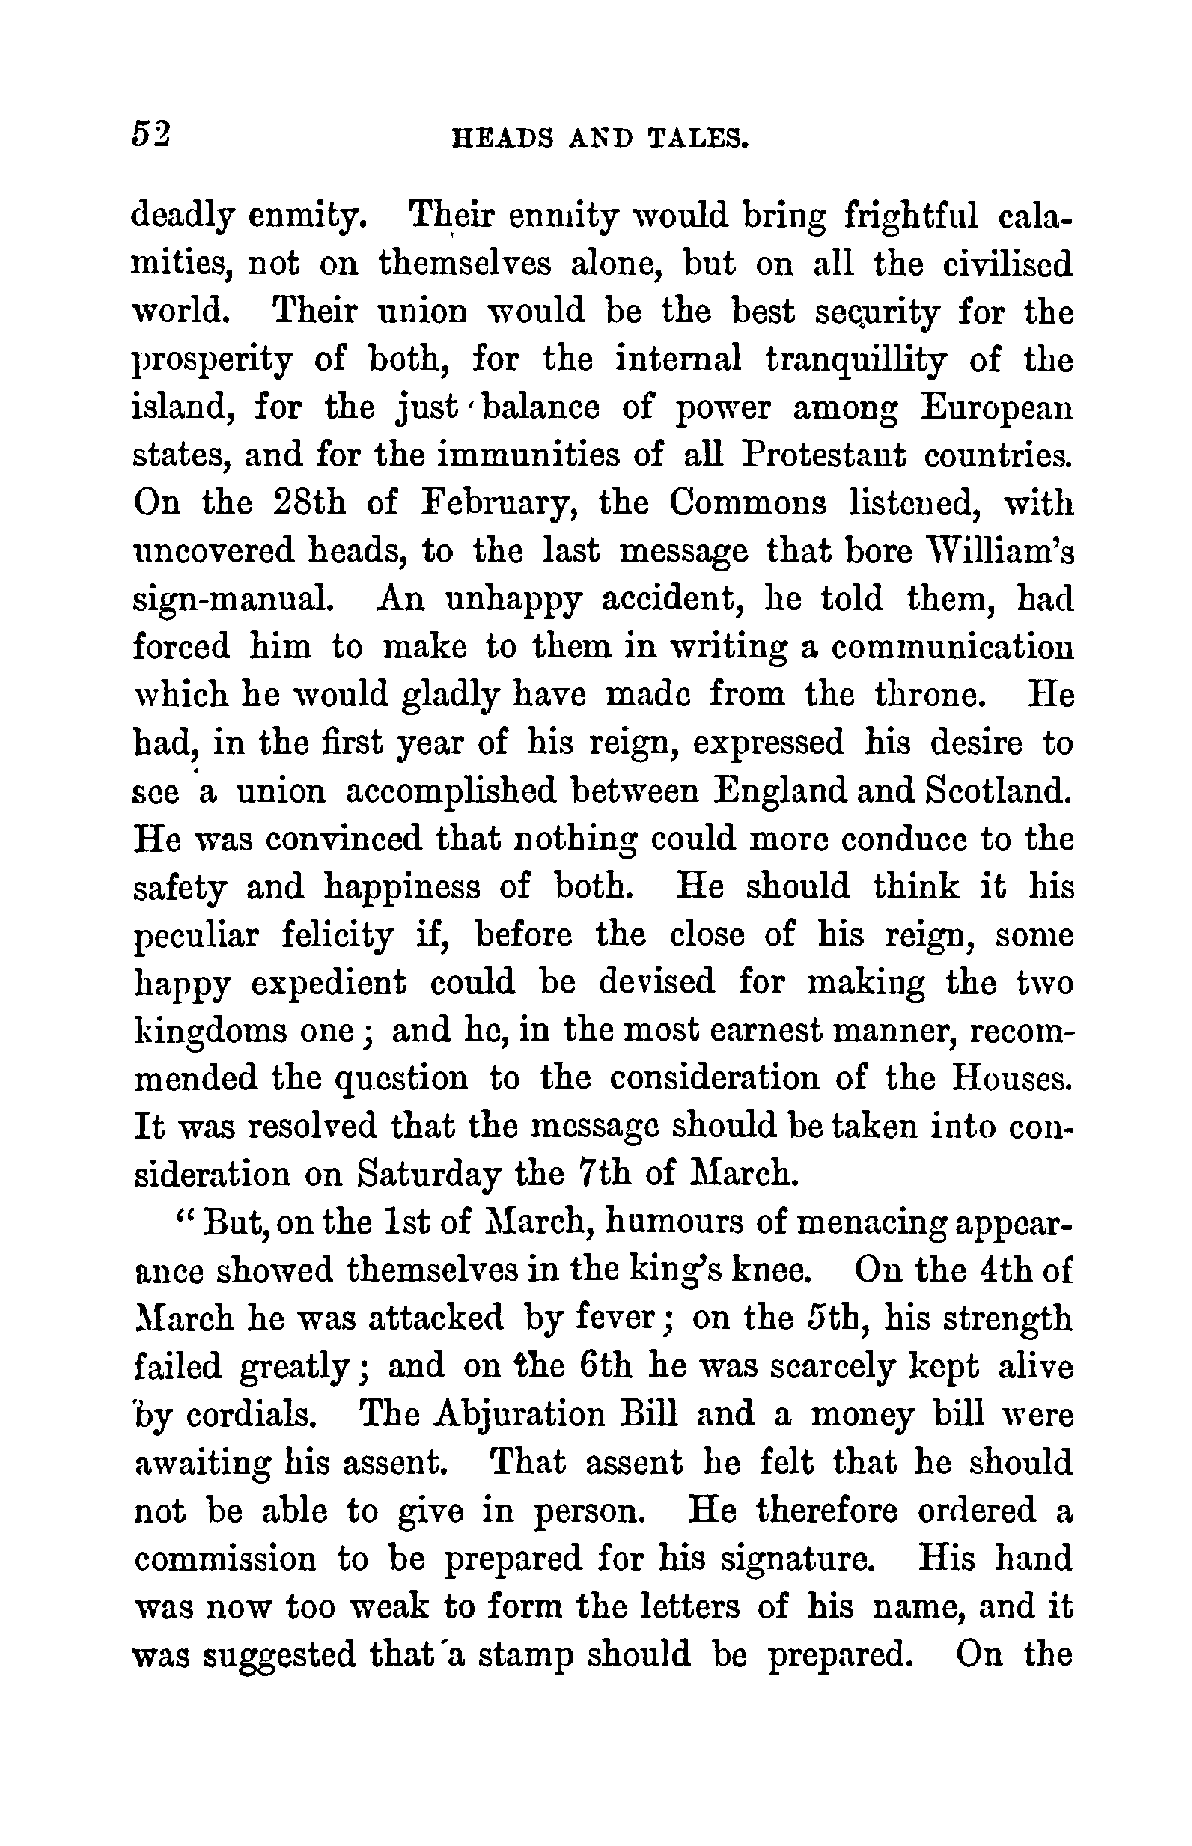 52 HEADS AND TALES.
deadly enmity. Their enmity would bring frightful cala-
mities, not on themselves alone, but on all the civilised
world. Their union would be the best security for the
prosperity of both, for the internal tranquillity of the
island, for the just balance of power among European
states, and for the immunities of all Protestant countries.
On the 28th of February, the Commons listened, with
uncovered heads, to the last message that bore William's
sign-manual. An unhappy accident, he told them, had
forced him to make to them in writing a communication
which he would gladly have made from the throne. He
had, in the first year of his reign, expressed his desire to
see a union accomplished between England and Scotland.
He was convinced that nothing could more conduce to the
safety and happiness of both. He should think it his
peculiar felicity if, before the close of his reign, some
happy expedient could be devised for making the two
kingdoms one; and he, in the most earnest manner, recom-
mended the question to the consideration of the Houses.
It was resolved that the message should be taken into con-
sideration on Saturday the 7th of March.
"But, on the 1st of March, humours of menacing appear-
ance showed themselves in the king's knee. On the 4th of
March he was attacked by fever; on the 5th, his strength
failed greatly; and on the 6th he was scarcely kept alive
by cordials. The Abjuration Bill and a money bill were
awaiting his assent. That assent he felt that he should
not be able to give in person. He therefore ordered a
commission to be prepared for his signature. His hand
was now too weak to form the letters of his name, and it
was suggested that a stamp should be prepared. On the